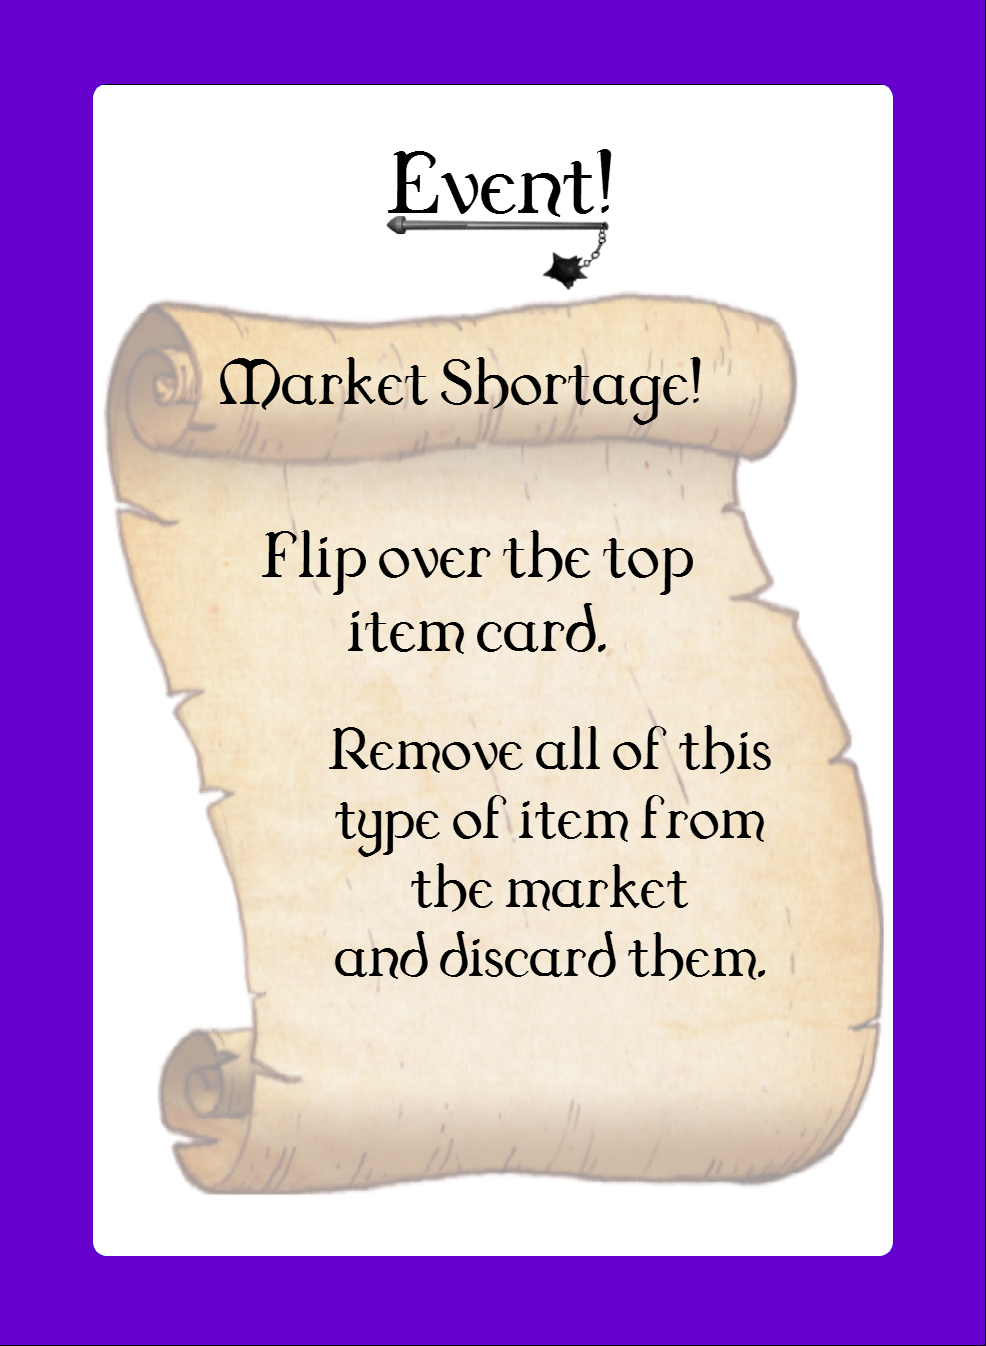 Event!
Market Shortage!
Flip over the top
item card.
Remove all of this
type of item from
the market
and discard them.